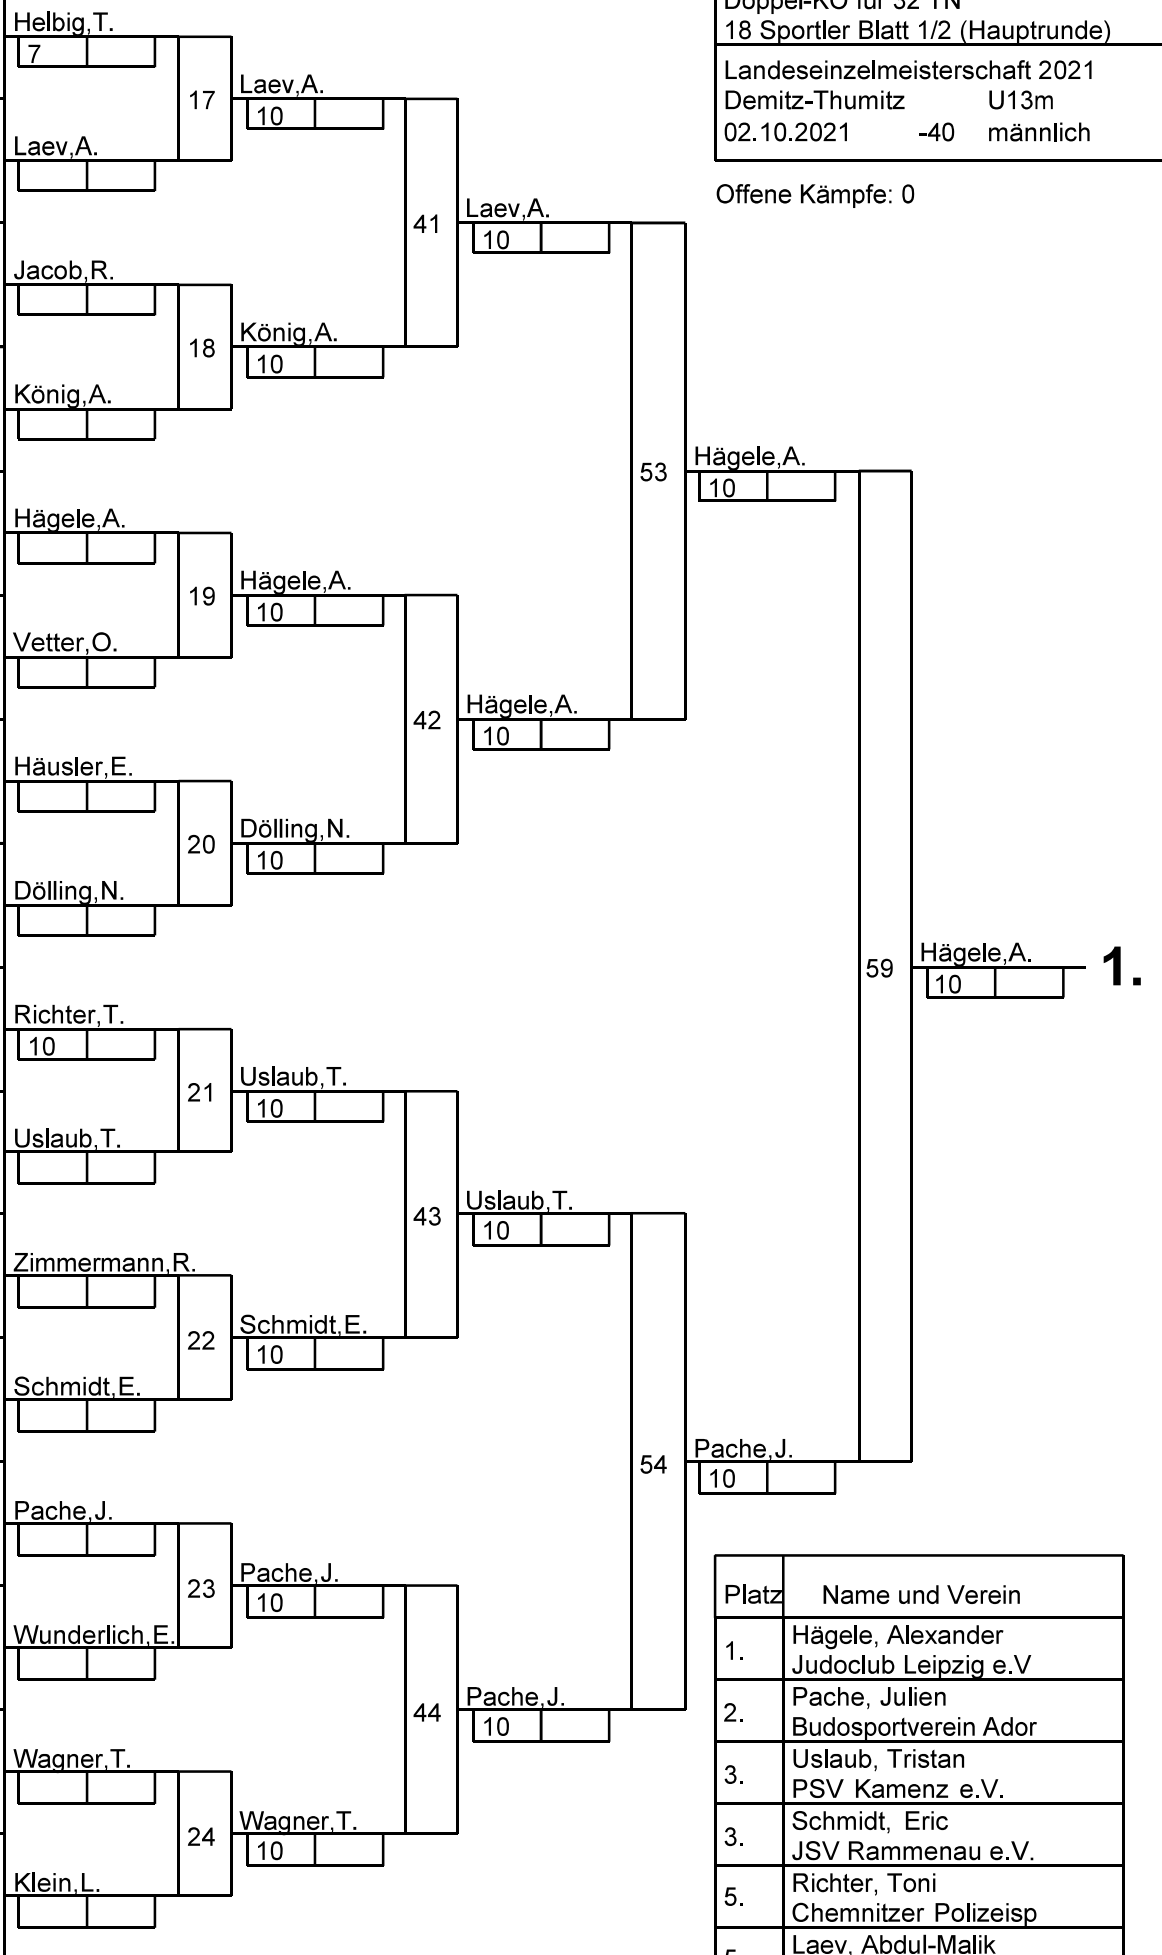 Doppel-KO für 32 TN
18 Sportler Blatt 1/2 (Hauptrunde)
Landeseinzelmeisterschaft 2021
Demitz-Thumitz U13m
02.10.2021 -40 männlich
Offene Kämpfe: 0
Helbig,T.
7
17
Laev,A.
10
Laev,A.
41
Laev,A.
10
Jacob,R.
18
König,A.
10
König,A.
53
Hägele,A.
10
Hägele,A.
19
Hägele,A.
10
Vetter,O.
42
Hägele,A.
10
Häusler,E.
20
Dölling,N.
10
Dölling,N.
59
Hägele,A.
10
1.
Richter,T.
10
21
Uslaub,T.
10
Uslaub,T.
43
Uslaub,T.
10
Zimmermann,R.
22
Schmidt,E.
10
Schmidt,E.
54
Pache,J.
10
Pache,J.
23
Pache,J.
10
Wunderlich,E.
44
Pache,J.
10
Wagner,T.
24
Wagner,T.
10
Klein,L.
Platz Name und Verein
1. Hägele, Alexander
Judoclub Leipzig e.V
2. Pache, Julien
Budosportverein Ador
3. Uslaub, Tristan
PSV Kamenz e.V.
3. Schmidt, Eric
JSV Rammenau e.V.
5. Richter, Toni
Chemnitzer Polizeisp
Laev, Abdul-Malik